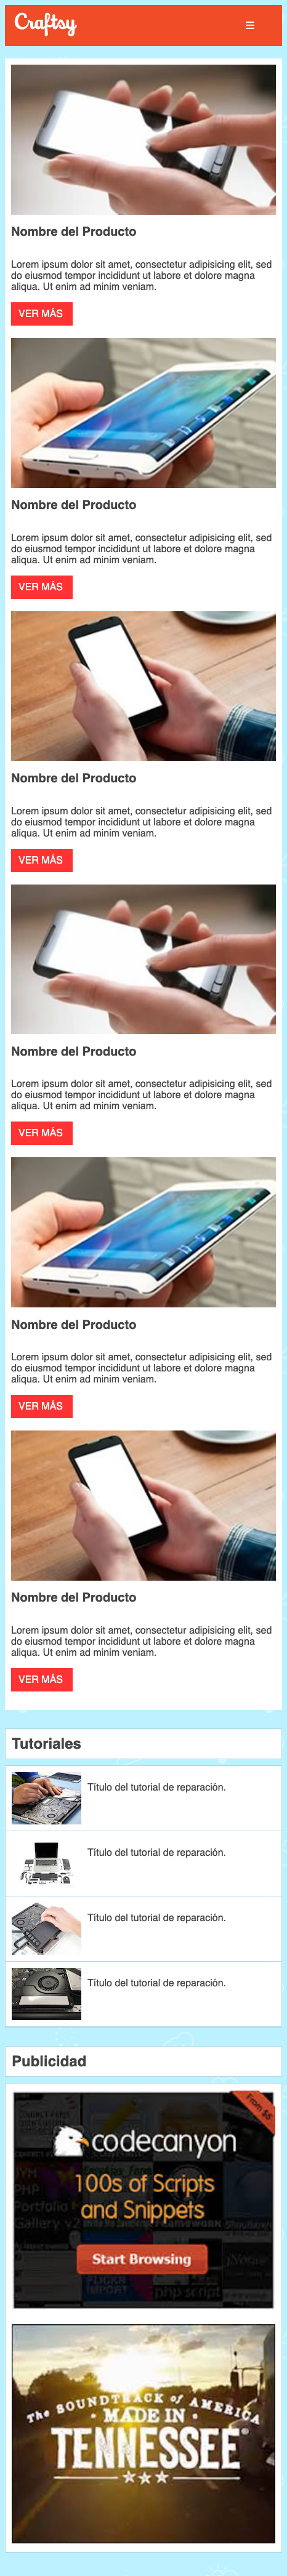 Craftsy
Nombre del Producto
Lorem ipsum dolor sit amet, consectetur adipisicing elit, sed
do eiusmod tempor incididunt ut labore et dolore magna
aliqua. Ut enim ad minim veniam.
VER MÁS
Nombre del Producto
Lorem ipsum dolor sit amet, consectetur adipisicing elit, sed
do eiusmod tempor incididunt ut labore et dolore magna
aliqua. Ut enim ad minim veniam.
VER MÁS
Nombre del Producto
Lorem ipsum dolor sit amet, consectetur adipisicing elit, sed
do eiusmod tempor incididunt ut labore et dolore magna
aliqua. Ut enim ad minim veniam.
VER MÁS
Nombre del Producto
Lorem ipsum dolor sit amet, consectetur adipisicing elit, sed
do eiusmod tempor incididunt ut labore et dolore magna
aliqua. Ut enim ad minim veniam.
VER MÁS
Nombre del Producto
Lorem ipsum dolor sit amet, consectetur adipisicing elit, sed
do eiusmod tempor incididunt ut labore et dolore magna
aliqua. Ut enim ad minim veniam.
VER MÁS
Nombre del Producto
Lorem ipsum dolor sit amet, consectetur adipisicing elit, sed
do eiusmod tempor incididunt ut labore et dolore magna
aliqua. Ut enim ad minim veniam.
VER MÁS
Tutoriales
Título del tutorial de reparación.
Título del tutorial de reparación.
Título del tutorial de reparación.
Título del tutorial de reparación.
Publicidad
From $5
codecanyon
100s of Scripts
and Snippets
Start Browsing
The SOUNDTRACK of AMERICA
MADE IN
TENNESSEE